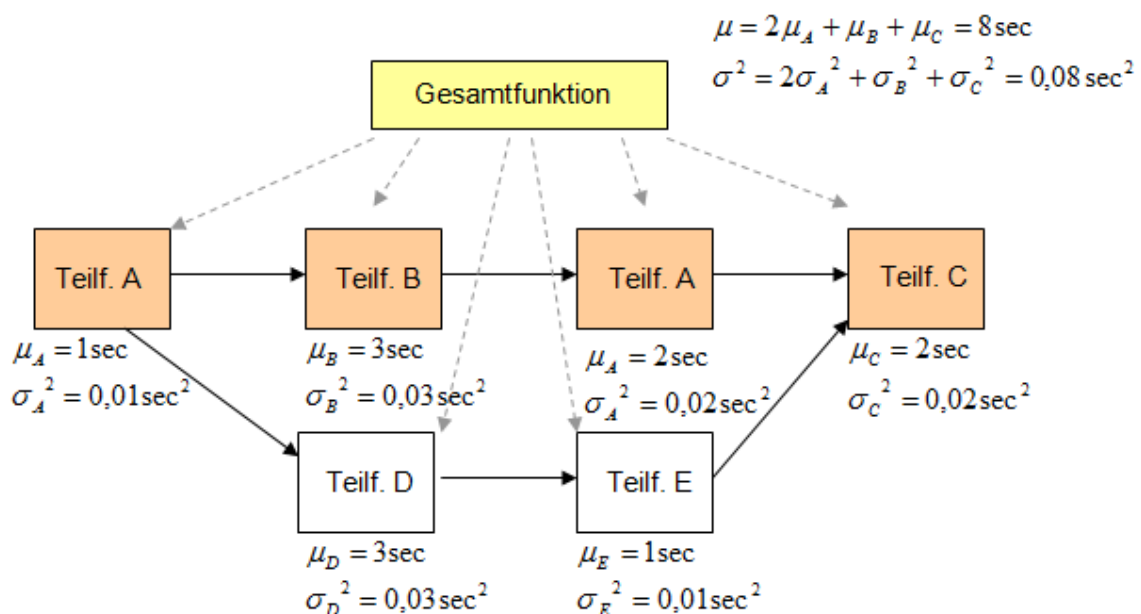 μ = 2μ_A + μ_B + μ_C = 8sec
σ² = 2σ_A² + σ_B² + σ_C² = 0,08sec²
Gesamtfunktion
Teilf. A
Teilf. B
Teilf. A
Teilf. C
μ_A = 1sec
σ_A² = 0,01sec²
μ_B = 3sec
σ_B² = 0,03sec²
μ_A = 2sec
σ_A² = 0,02sec²
μ_C = 2sec
σ_C² = 0,02sec²
Teilf. D
Teilf. E
μ_D = 3sec
σ_D² = 0,03sec²
μ_E = 1sec
σ_E² = 0,01sec²